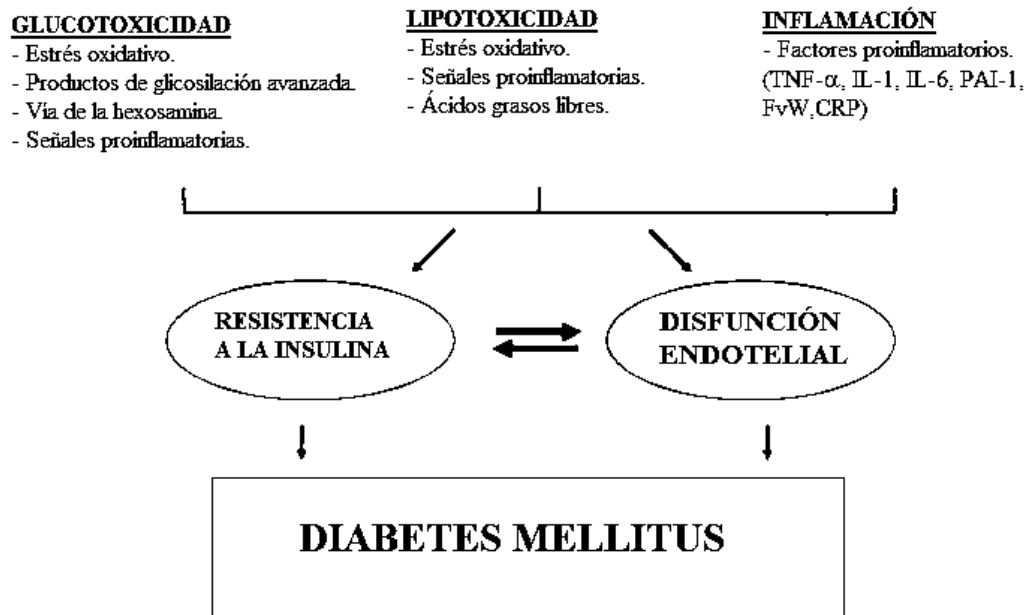 GLUCOTOXICIDAD
- Estrés oxidativo.
- Productos de glicosilación avanzada.
- Vía de la hexosamina.
- Señales proinflamatorias.
LIPOTOXICIDAD
- Estrés oxidativo.
- Señales proinflamatorias.
- Ácidos grasos libres.
INFLAMACIÓN
- Factores proinflamatorios.
(TNF-α, IL-1, IL-6, PAI-1,
FvW,CRP)
RESISTENCIA
A LA INSULINA
DISFUNCIÓN
ENDOTELIAL
DIABETES MELLITUS